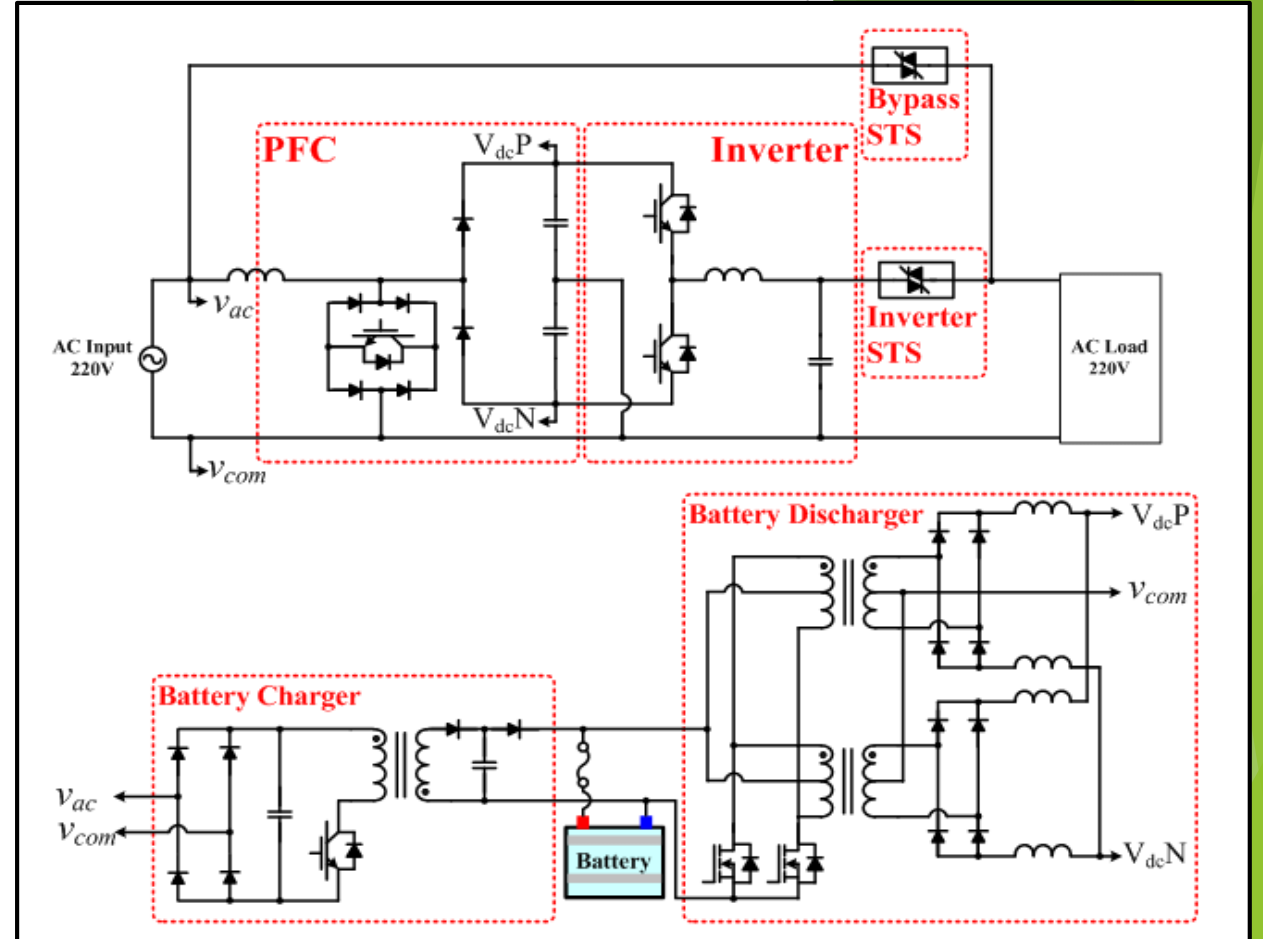 Bypass
STS
PFC
V_dcP
Inverter
v_ac
Inverter
STS
AC Input
220V
AC Load
220V
V_dcN
v_com
Battery Discharger
V_dcP
v_com
Battery Charger
v_ac
v_com
Battery
V_dcN